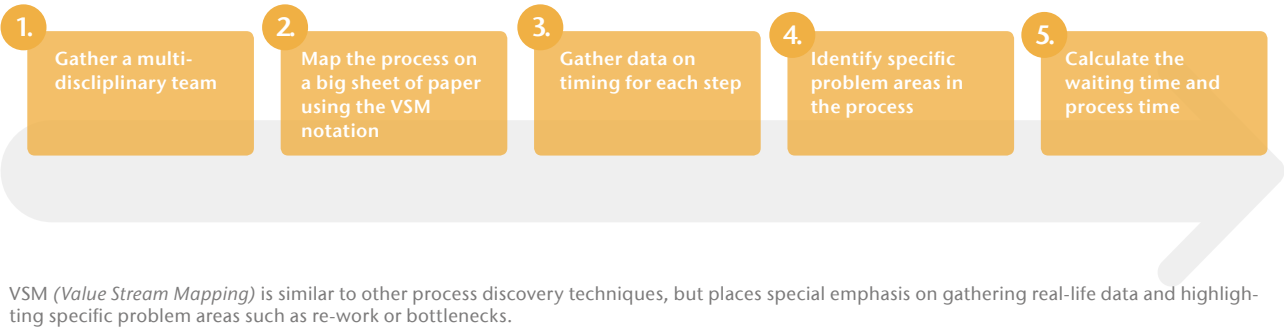 1.
Gather a multi-
discliplinary team
2.
Map the process on
a big sheet of paper
using the VSM
notation
3.
Gather data on
timing for each step
4.
Identify specific
problem areas in
the process
5.
Calculate the
waiting time and
process time
VSM (Value Stream Mapping) is similar to other process discovery techniques, but places special emphasis on gathering real-life data and highligh-
ting specific problem areas such as re-work or bottlenecks.